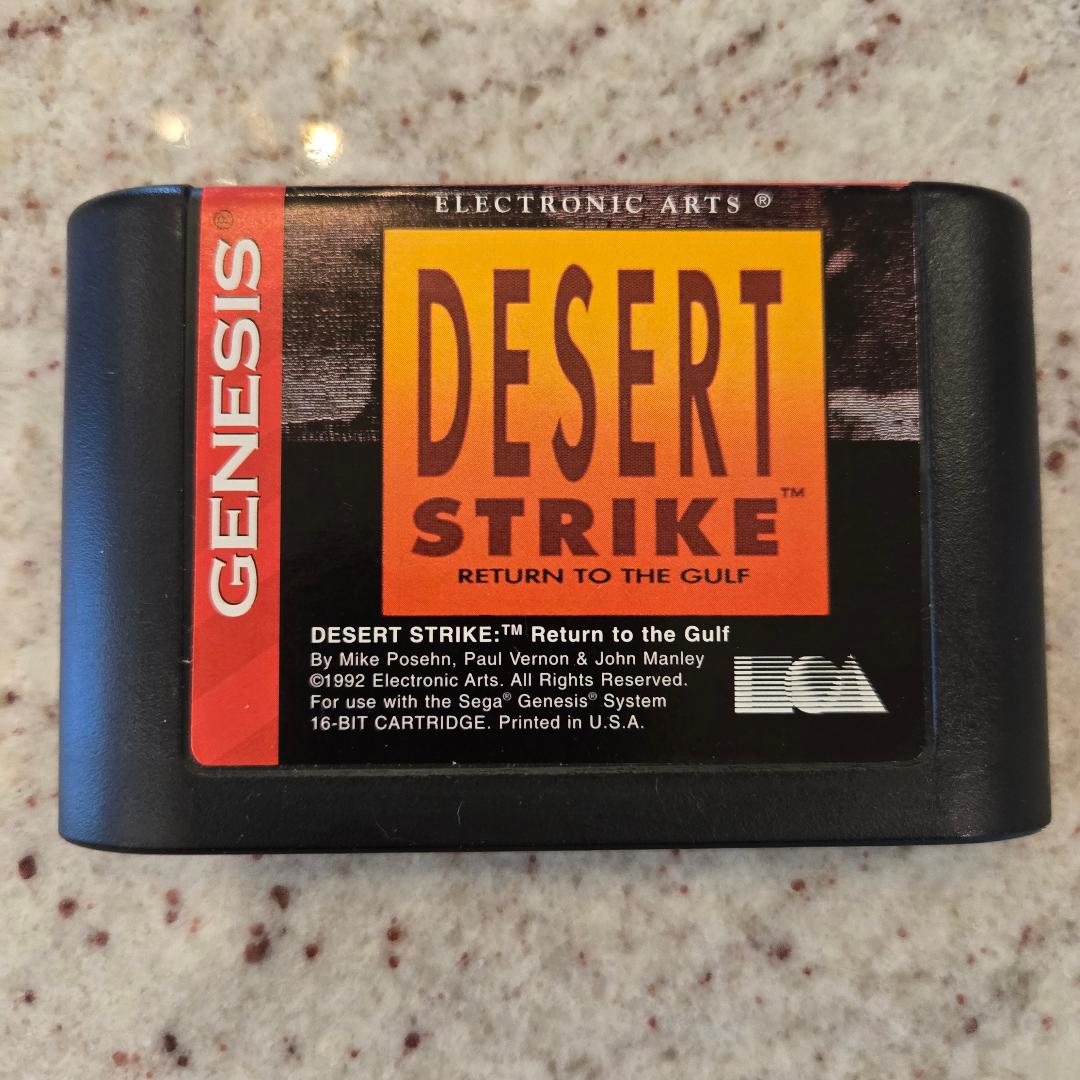 GENESIS®
ELECTRONIC ARTS®
DESERT
STRIKE™
RETURN TO THE GULF
DESERT STRIKE:™ Return to the Gulf
By Mike Posehn, Paul Vernon & John Manley
©1992 Electronic Arts. All Rights Reserved.
For use with the Sega® Genesis® System
16-BIT CARTRIDGE. Printed in U.S.A.
EA